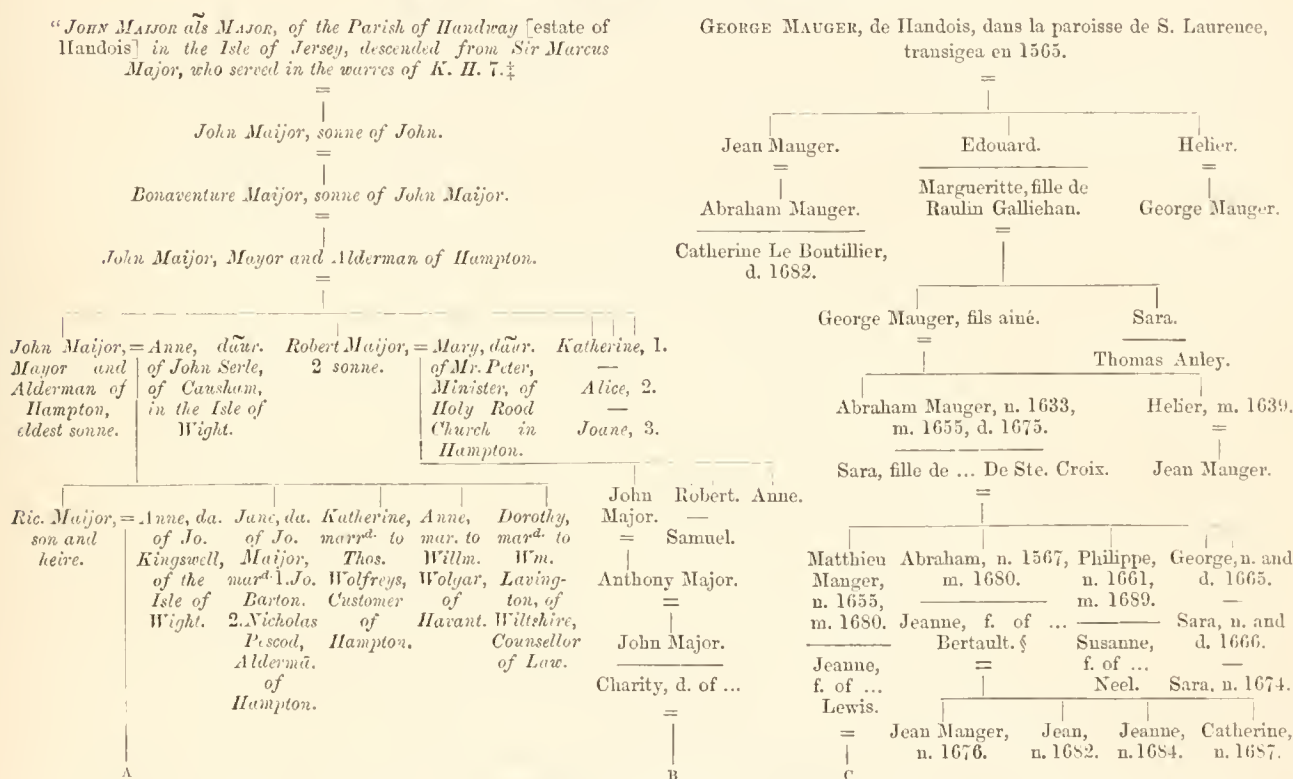 "JOHN MAIJOR als MAJOR, of the Parish of Handway [estate of
Handois] in the Isle of Jersey, descended from Sir Marcus
Major, who served in the warres of K. H. 7.‡
=
John Maijor, sonne of John.
=
Bonaventure Maijor, sonne of John Maijor.
=
John Maijor, Mayor and Alderman of Hampton.
=
John Maijor,
Mayor and
Alderman of
Hampton,
eldest sonne.
= Anne, daur.
of John Serle,
of Causham,
in the Isle of
Wight.
Robert Maijor,
2 sonne.
= Mary, daur.
of Mr. Peter,
Minister, of
Holy Rood
Church in
Hampton.
Katherine, 1.
—
Alice, 2.
—
Joane, 3.
Ric. Maijor,
son and
heire.
= Anne, da.
of Jo.
Kingswell,
of the
Isle of
Wight.
Jane, da.
of Jo.
Maijor,
mard. 1. Jo.
Barton.
2. Nicholas
Pescod,
Aldermā.
of
Hampton.
Katherine,
marrd. to
Thos.
Wolfreys,
Customer
of
Hampton.
Anne,
mar. to
Willm.
Wolgar,
of
Havant.
Dorothy,
mard. to
Wm.
Laving-
ton, of
Wiltshire,
Counsellor
of Law.
John
Major.
=
Anthony Major.
=
John Major.
Charity, d. of ...
=
Robert.
—
Samuel.
Anne.
A
B
GEORGE MAUGER, de Handois, dans la paroisse de S. Laurence,
transigea en 1565.
=
Jean Mauger.
=
Abraham Mauger.
Catherine Le Boutillier,
d. 1682.
Edouard.
Margueritte, fille de
Raulin Galliehan.
=
Helier.
=
George Mauger.
George Mauger, fils ainé.
=
Sara.
Thomas Anley.
Abraham Mauger, n. 1633,
m. 1655, d. 1675.
Sara, fille de ... De Ste. Croix.
=
Helier, m. 1639.
=
Jean Mauger.
Matthieu
Mauger,
n. 1655,
m. 1680.
Jeanne,
f. of ...
Lewis.
=
Abraham, n. 1567,
m. 1680.
Jeanne, f. of ...
Bertault. §
=
Philippe,
n. 1661,
m. 1689.
Susanne,
f. of ...
Neel.
George, n. and
d. 1665.
—
Sara, n. and
d. 1666.
—
Sara, n. 1674.
Jean Mauger,
n. 1676.
Jean,
n. 1682.
Jeanne,
n. 1684.
Catherine,
n. 1687.
C